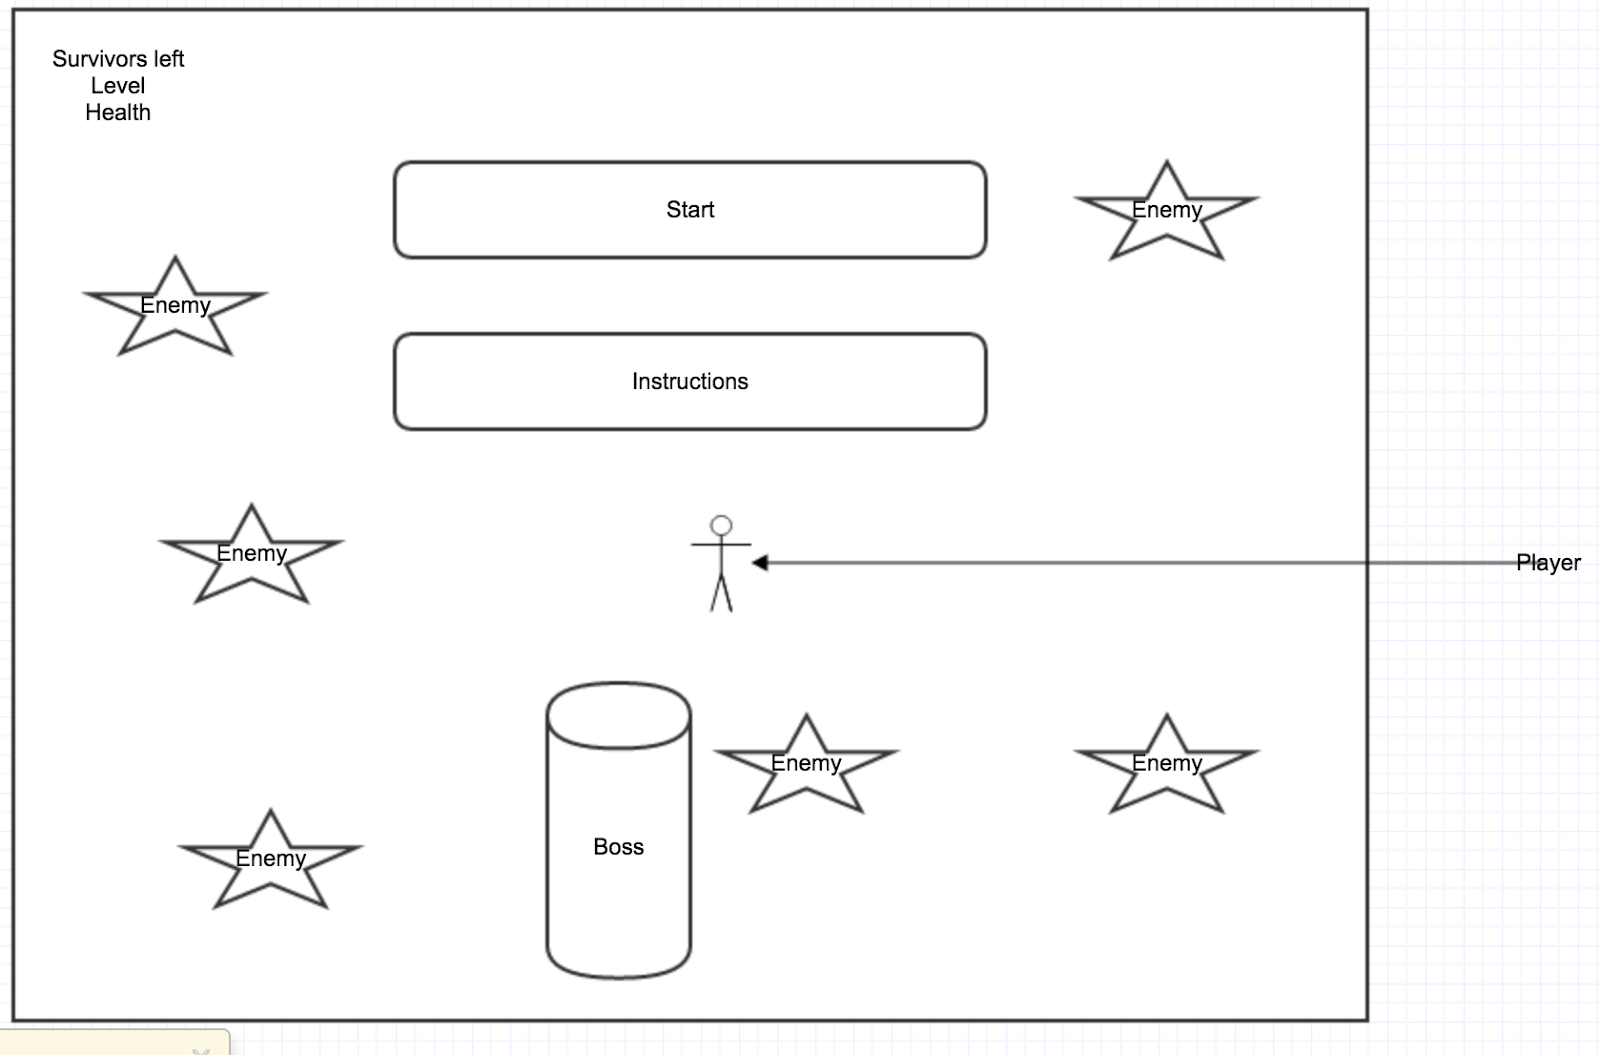 Survivors left
Level
Health
Start
Enemy
Enemy
Instructions
Enemy
Player
Enemy
Enemy
Boss
Enemy